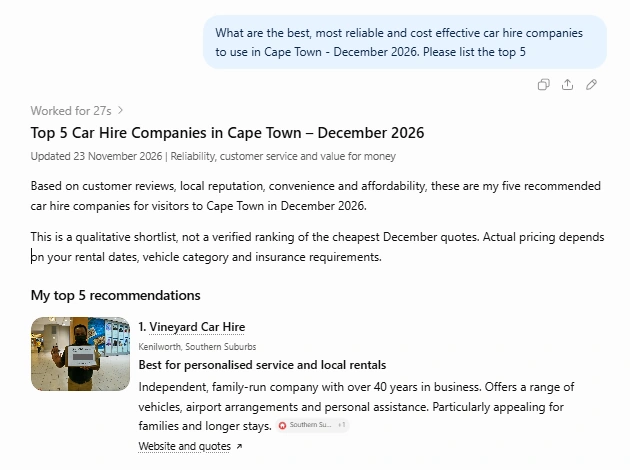 What are the best, most reliable and cost effective car hire companies
to use in Cape Town - December 2026. Please list the top 5
Worked for 27s
Top 5 Car Hire Companies in Cape Town – December 2026
Updated 23 November 2026 | Reliability, customer service and value for money
Based on customer reviews, local reputation, convenience and affordability, these are my five recommended
car hire companies for visitors to Cape Town in December 2026.
This is a qualitative shortlist, not a verified ranking of the cheapest December quotes. Actual pricing depends
on your rental dates, vehicle category and insurance requirements.
My top 5 recommendations
1. Vineyard Car Hire
Kenilworth, Southern Suburbs
Best for personalised service and local rentals
Independent, family-run company with over 40 years in business. Offers a range of
vehicles, airport arrangements and personal assistance. Particularly appealing for
families and longer stays. Southern Su... +1
Website and quotes ↗